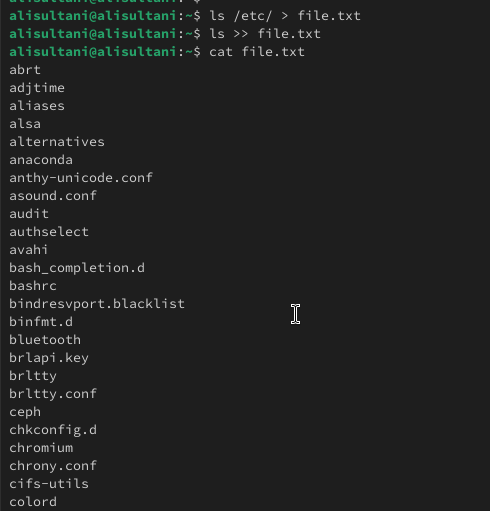 alisultani@alisultani:~$ ls /etc/ > file.txt
alisultani@alisultani:~$ ls >> file.txt
alisultani@alisultani:~$ cat file.txt
abrt
adjtime
aliases
alsa
alternatives
anaconda
anthy-unicode.conf
asound.conf
audit
authselect
avahi
bash_completion.d
bashrc
bindresvport.blacklist
binfmt.d
bluetooth
brlapi.key
brltty
brltty.conf
ceph
chkconfig.d
chromium
chrony.conf
cifs-utils
colord